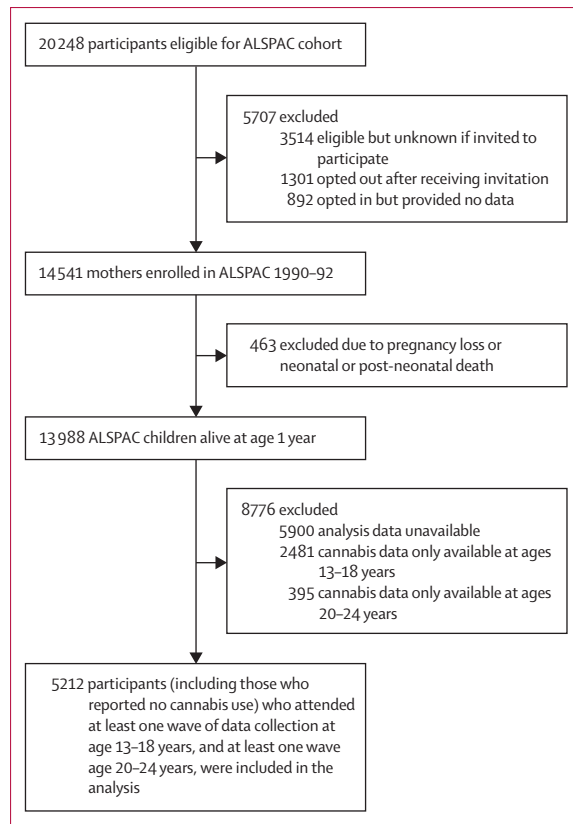 20 248 participants eligible for ALSPAC cohort
5707 excluded
3514 eligible but unknown if invited to
participate
1301 opted out after receiving invitation
892 opted in but provided no data
14 541 mothers enrolled in ALSPAC 1990–92
463 excluded due to pregnancy loss or
neonatal or post-neonatal death
13 988 ALSPAC children alive at age 1 year
8776 excluded
5900 analysis data unavailable
2481 cannabis data only available at ages
13–18 years
395 cannabis data only available at ages
20–24 years
5212 participants (including those who
reported no cannabis use) who attended
at least one wave of data collection at
age 13–18 years, and at least one wave
age 20–24 years, were included in the
analysis